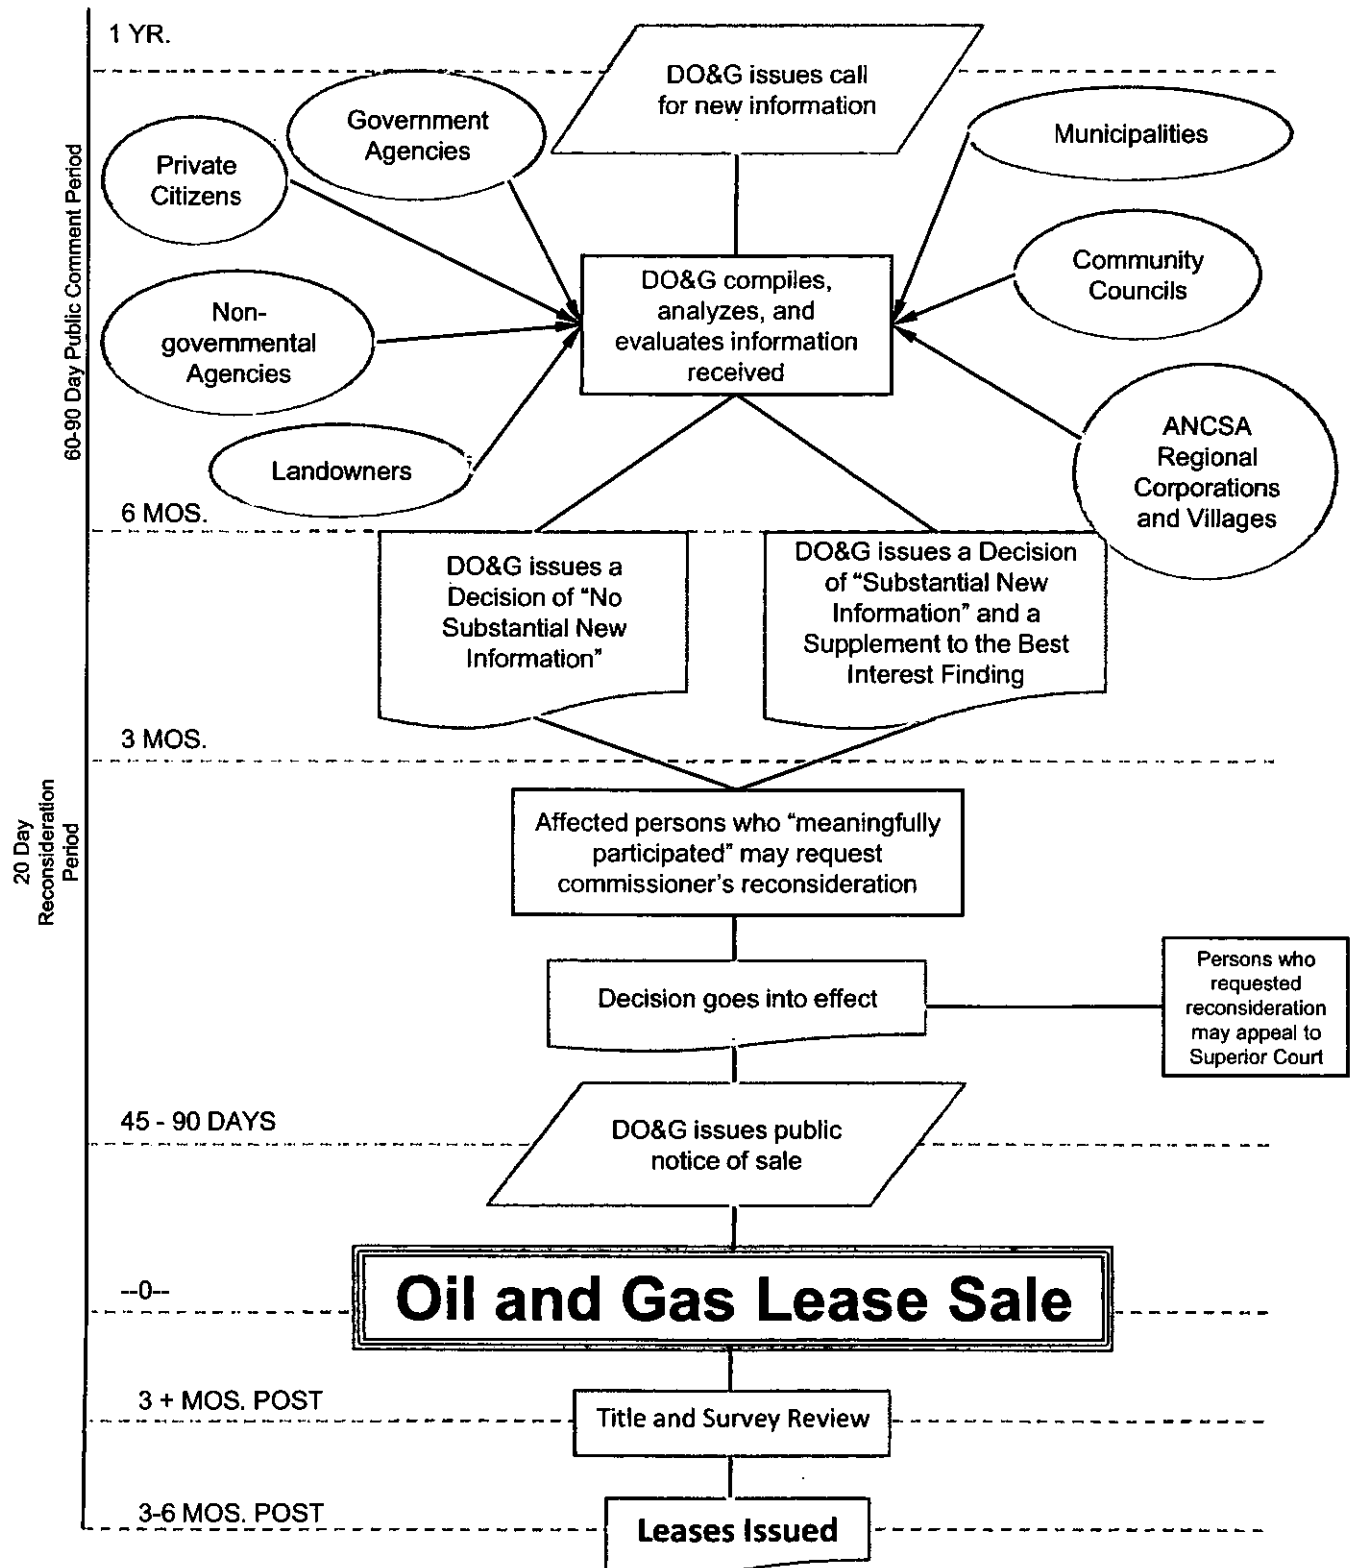 1 YR.
DO&G issues call
for new information
Government
Agencies
Municipalities
Private
Citizens
60-90 Day Public Comment Period
DO&G compiles,
analyzes, and
evaluates information
received
Community
Councils
Non-
governmental
Agencies
ANCSA
Regional
Corporations
and Villages
Landowners
6 MOS.
DO&G issues a
Decision of “No
Substantial New
Information”
DO&G issues a Decision
of “Substantial New
Information” and a
Supplement to the Best
Interest Finding
3 MOS.
20 Day
Reconsideration
Period
Affected persons who “meaningfully
participated” may request
commissioner's reconsideration
Decision goes into effect
Persons who
requested
reconsideration
may appeal to
Superior Court
45 - 90 DAYS
DO&G issues public
notice of sale
--0--
Oil and Gas Lease Sale
3 + MOS. POST
Title and Survey Review
3-6 MOS. POST
Leases Issued